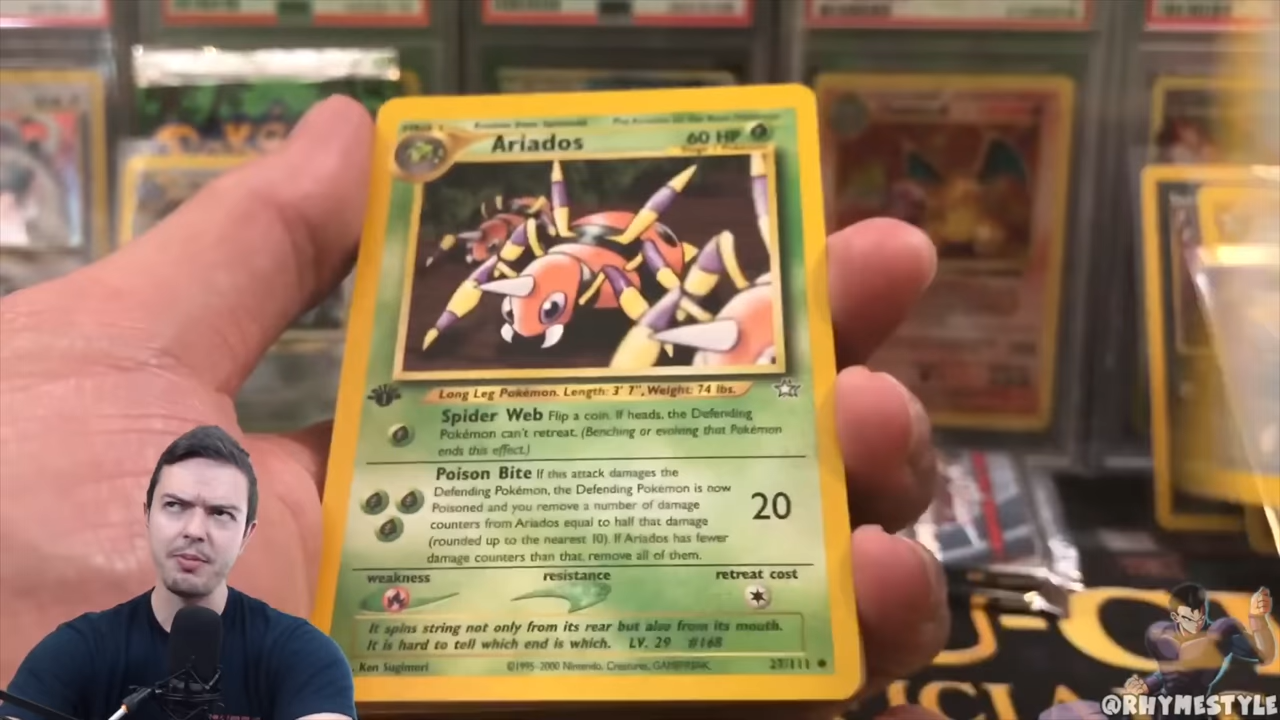 Ariados
60 HP
Long Leg Pokémon. Length: 3' 7", Weight: 74 lbs.
Spider Web Flip a coin. If heads, the Defending
Pokémon can't retreat. (Benching or evolving that Pokémon
ends this effect.)
Poison Bite If this attack damages the
Defending Pokémon, the Defending Pokémon is now
Poisoned and you remove a number of damage
counters from Ariados equal to half that damage
(rounded up to the nearest 10). If Ariados has fewer
damage counters than that, remove all of them.
20
weakness
resistance
retreat cost
It spins string not only from its rear but also from its mouth.
It is hard to tell which end is which. LV. 29 #168
Ken Sugimori
©1995-2000 Nintendo, Creatures, GAMEFREAK.
27/111
@RHYMESTYLE